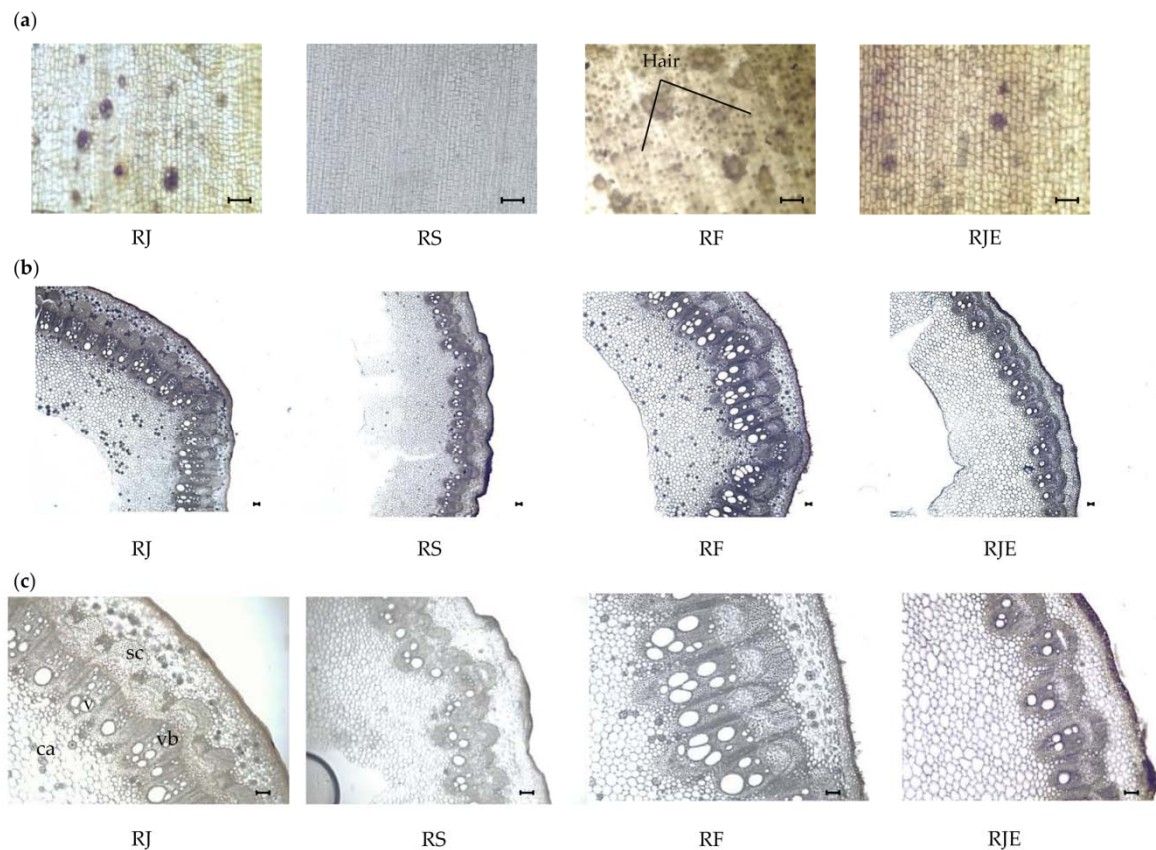 (a)
Hair
RJ RS RF RJE
(b)
RJ RS RF RJE
(c)
sc
v
vb
ca
RJ RS RF RJE